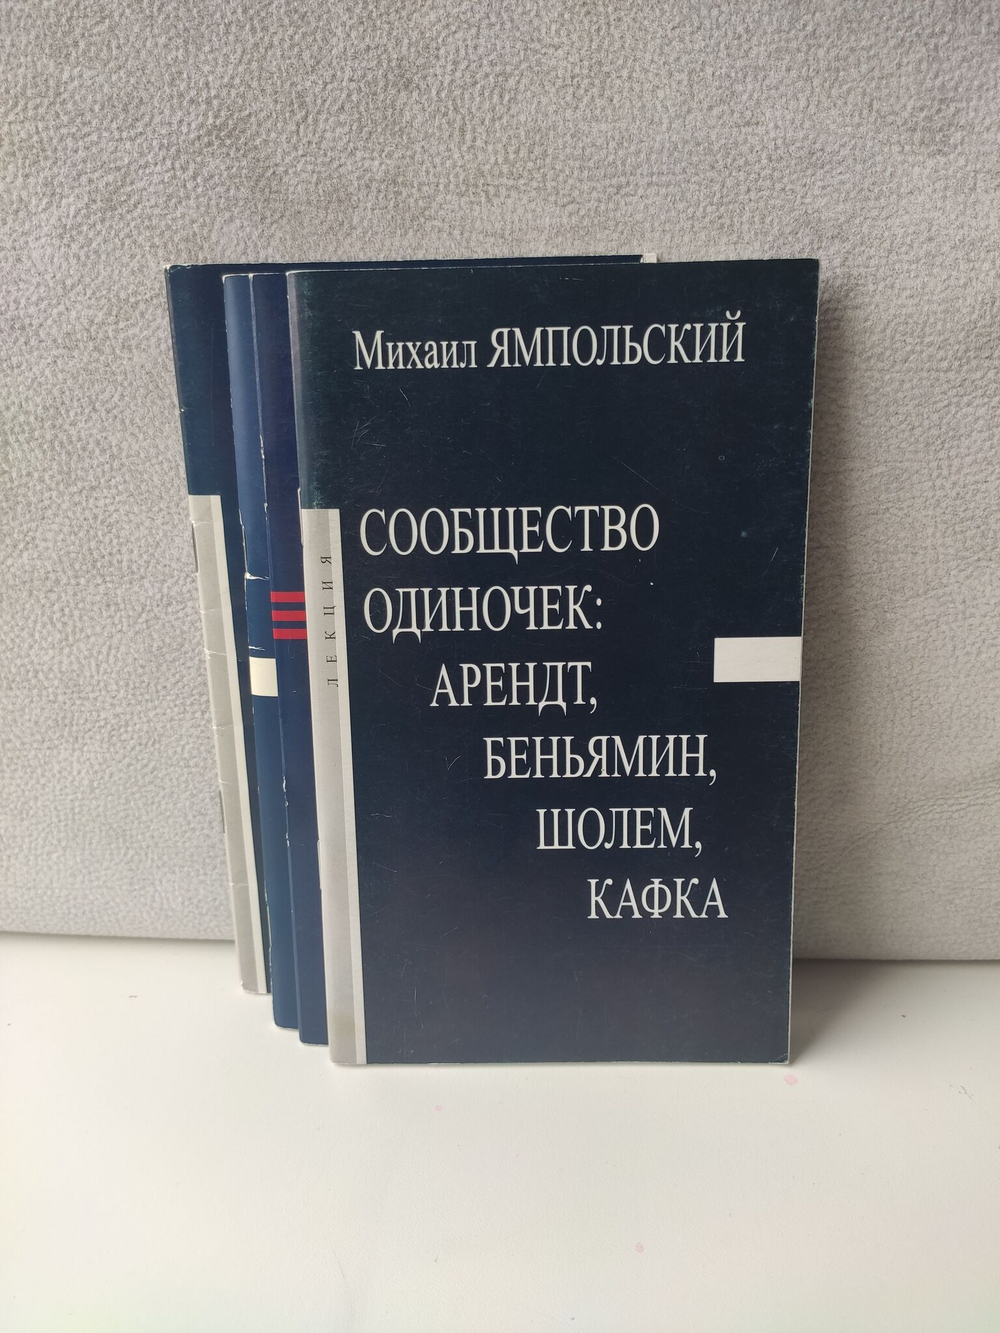 Михаил ЯМПОЛЬСКИЙ
СООБЩЕСТВО
ОДИНОЧЕК:
АРЕНДТ,
БЕНЬЯМИН,
ШОЛЕМ,
КАФКА
ЛЕКЦИЯ